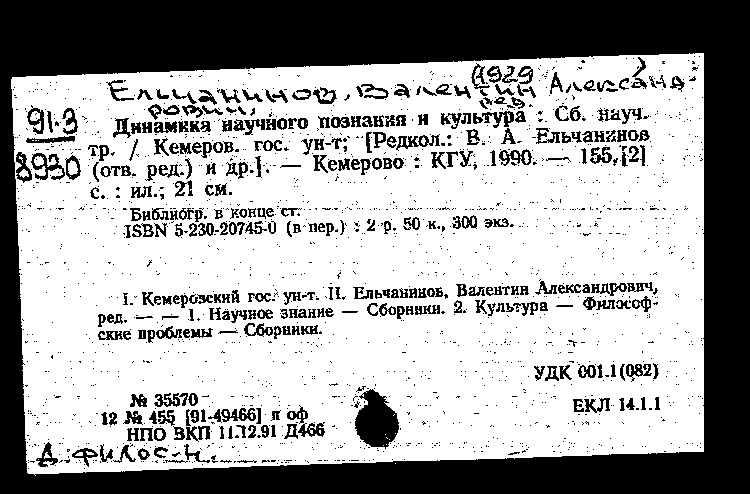 (1929
Ельчанинов, Валентин Александ-
рович, ред.
91-3
8930
Динамика научного познания и культура : Сб. науч.
тр. / Кемеров. гос. ун-т; [Редкол.: В. А. Ельчанинов
(отв. ред.) и др.]. — Кемерово : КГУ, 1990. — 155,[2]
с. : ил.; 21 см.
Библиогр. в конце ст.
ISBN 5-230-20745-0 (в пер.) : 2 р. 50 к., 300 экз.
I. Кемеровский гос. ун-т. II. Ельчанинов, Валентин Александрович,
ред. — — 1. Научное знание — Сборники. 2. Культура — Философ-
ские проблемы — Сборники.
УДК 001.1(082)
№ 35570
12 № 455 [91-49466] п оф
ЕКЛ 14.1.1
НПО ВКП 11.12.91 Д466
Д. филос. н.